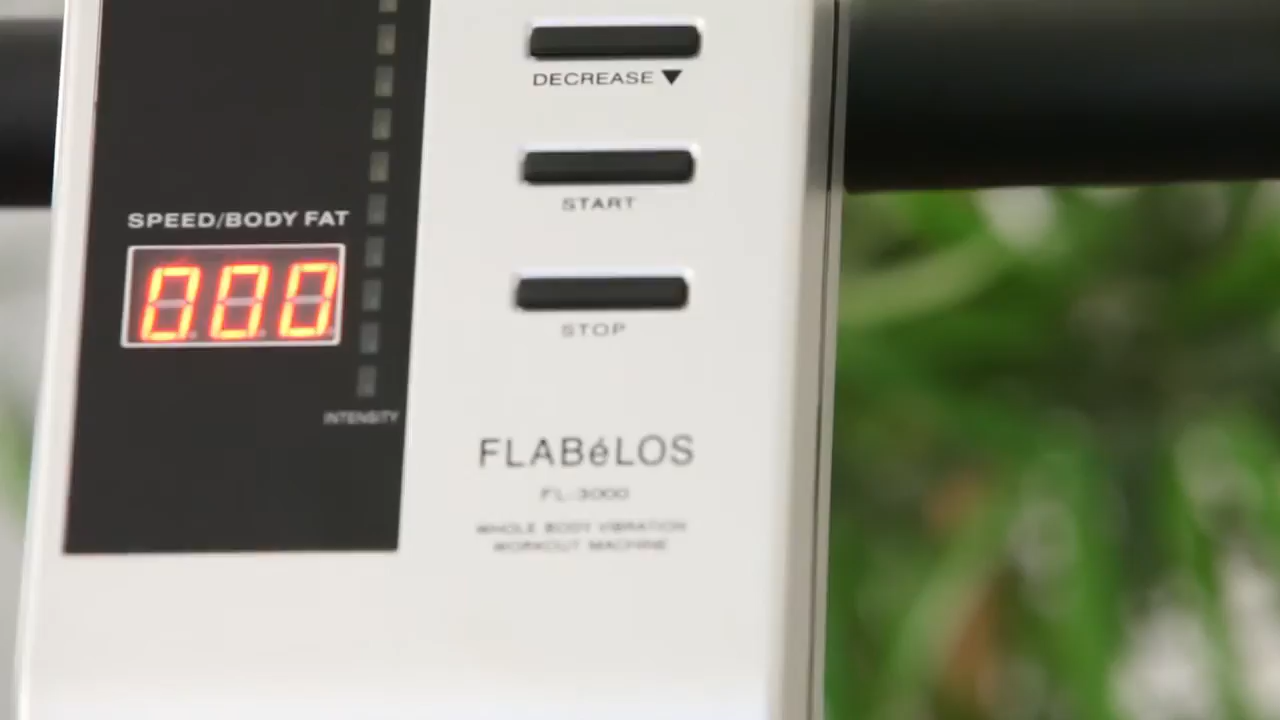 DECREASE ▼
START
SPEED/BODY FAT
000
STOP
INTENSITY
FLABéLOS
FL-3000
WHOLE BODY VIBRATION
WORKOUT MACHINE